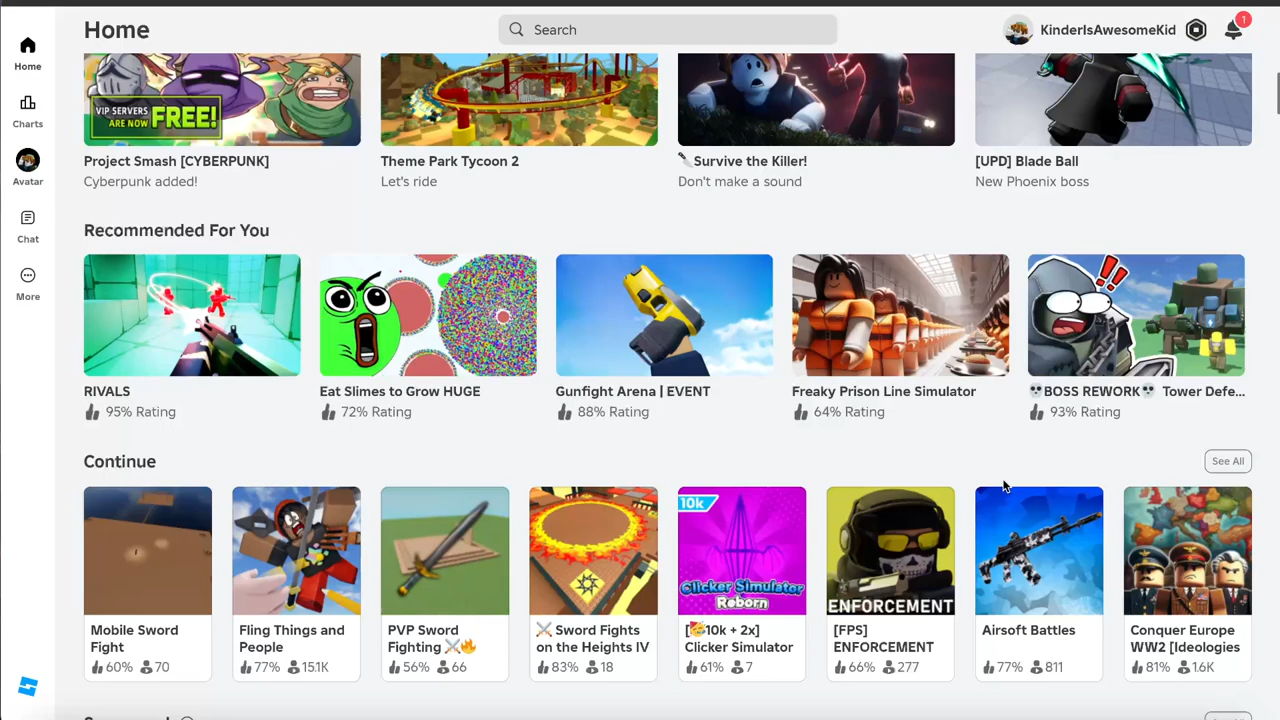 Home
Search
KinderIsAwesomeKid
1
Home
Charts
Avatar
Chat
More
VIP SERVERS
ARE NOW FREE!
Project Smash [CYBERPUNK]
Cyberpunk added!
Theme Park Tycoon 2
Let's ride
🔪Survive the Killer!
Don't make a sound
[UPD] Blade Ball
New Phoenix boss
Recommended For You
RIVALS
95% Rating
Eat Slimes to Grow HUGE
72% Rating
Gunfight Arena | EVENT
88% Rating
Freaky Prison Line Simulator
64% Rating
!!
💀BOSS REWORK💀 Tower Defe...
93% Rating
Continue
See All
Mobile Sword
Fight
60% 70
Fling Things and
People
77% 15.1K
PVP Sword
Fighting ⚔️🔥
56% 66
⚔️ Sword Fights
on the Heights IV
83% 18
10k
Clicker Simulator
Reborn
[🥳10k + 2x]
Clicker Simulator
61% 7
ENFORCEMENT
[FPS]
ENFORCEMENT
66% 277
Airsoft Battles
77% 811
Conquer Europe
WW2 [Ideologies
81% 1.6K